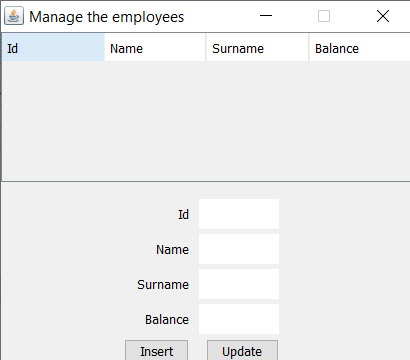 Manage the employees
Id Name Surname Balance
Id
Name
Surname
Balance
Insert Update